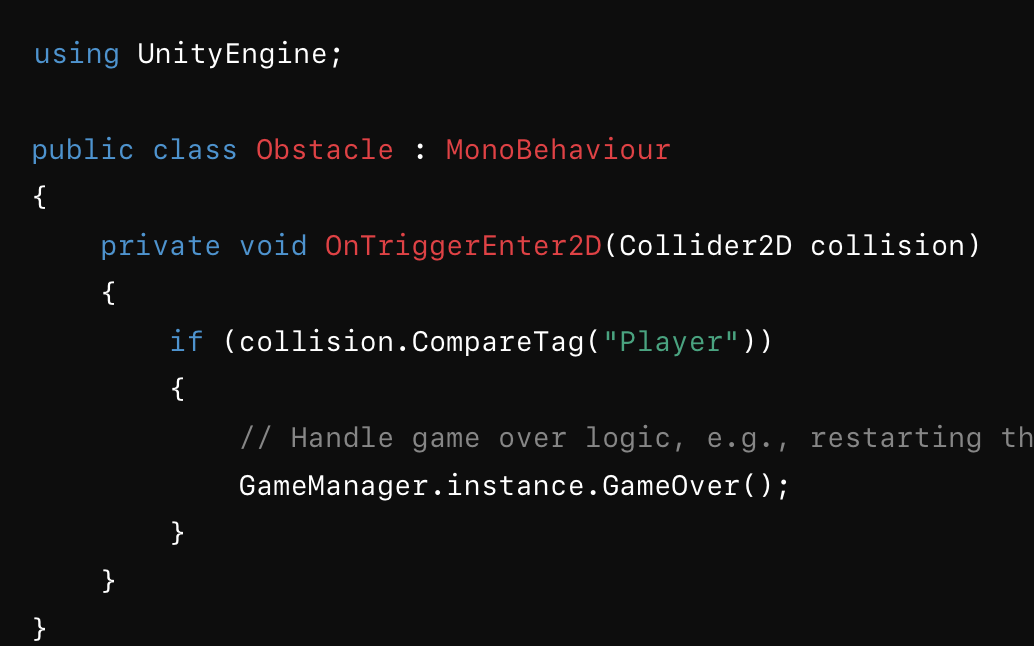 using UnityEngine;

public class Obstacle : MonoBehaviour
{
    private void OnTriggerEnter2D(Collider2D collision)
    {
        if (collision.CompareTag("Player"))
        {
            // Handle game over logic, e.g., restarting th
            GameManager.instance.GameOver();
        }
    }
}